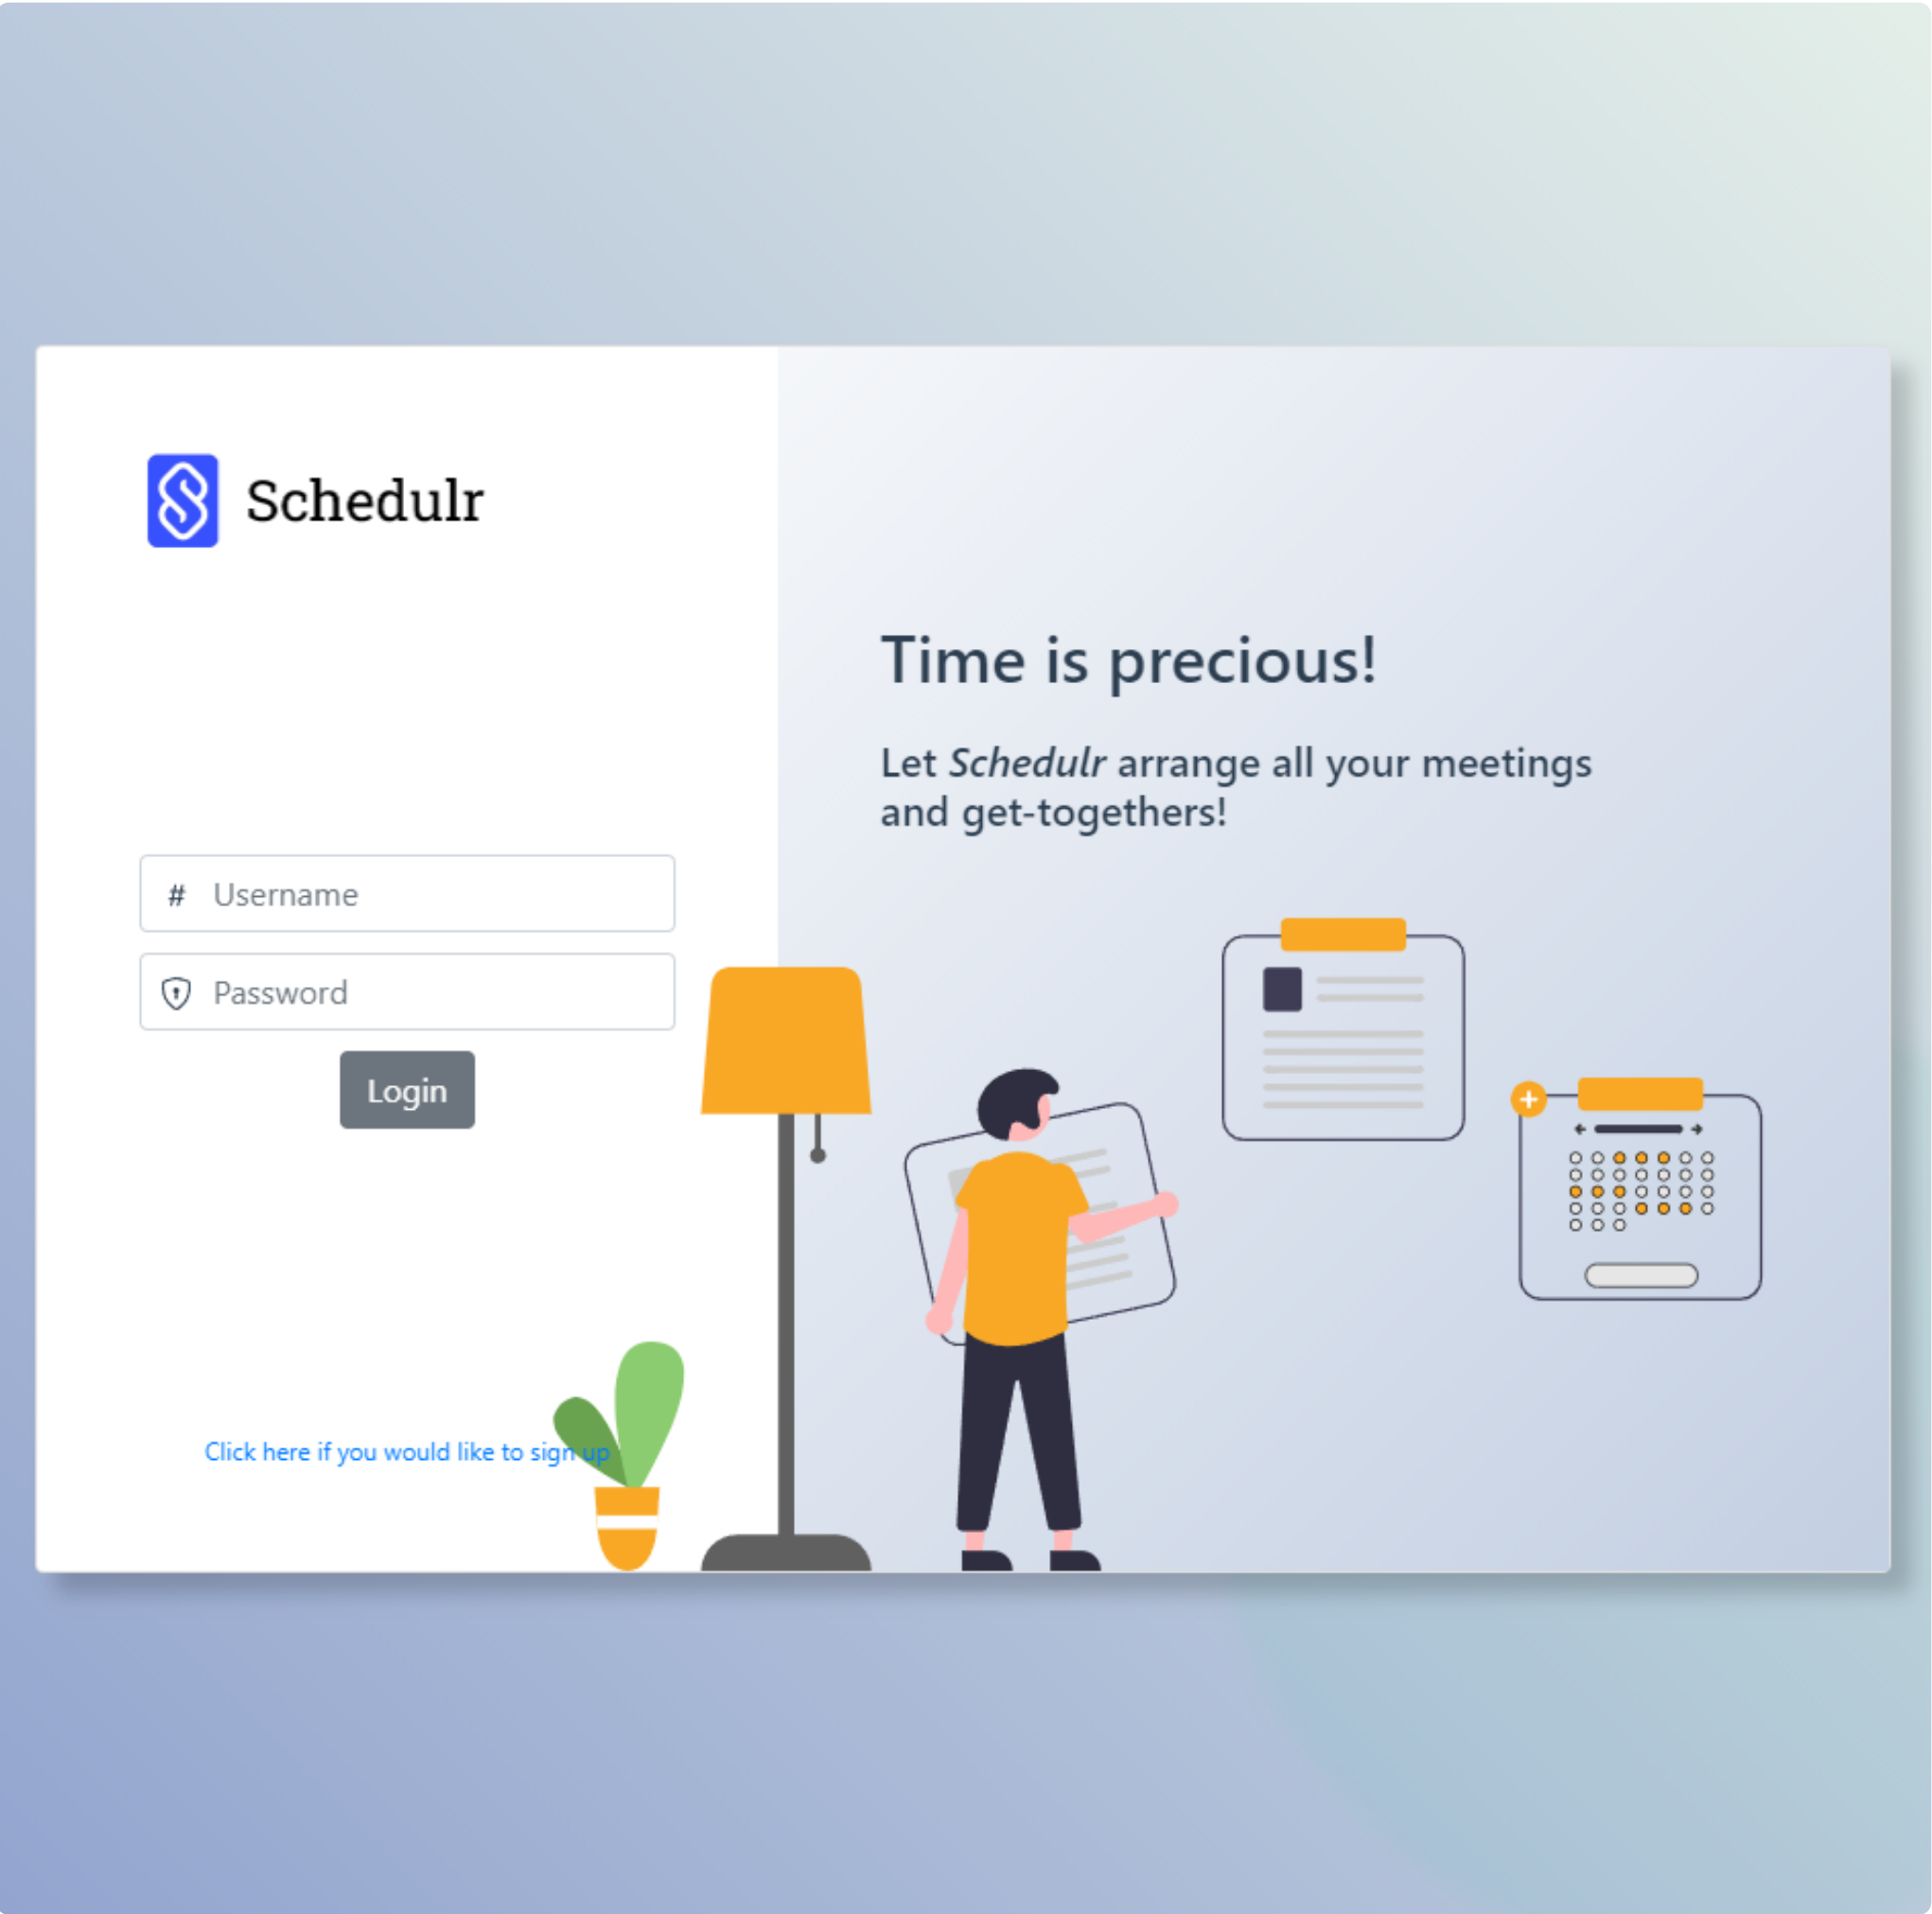 Schedulr
# Username
Password
Login
Click here if you would like to sign up
Time is precious!
Let Schedulr arrange all your meetings
and get-togethers!